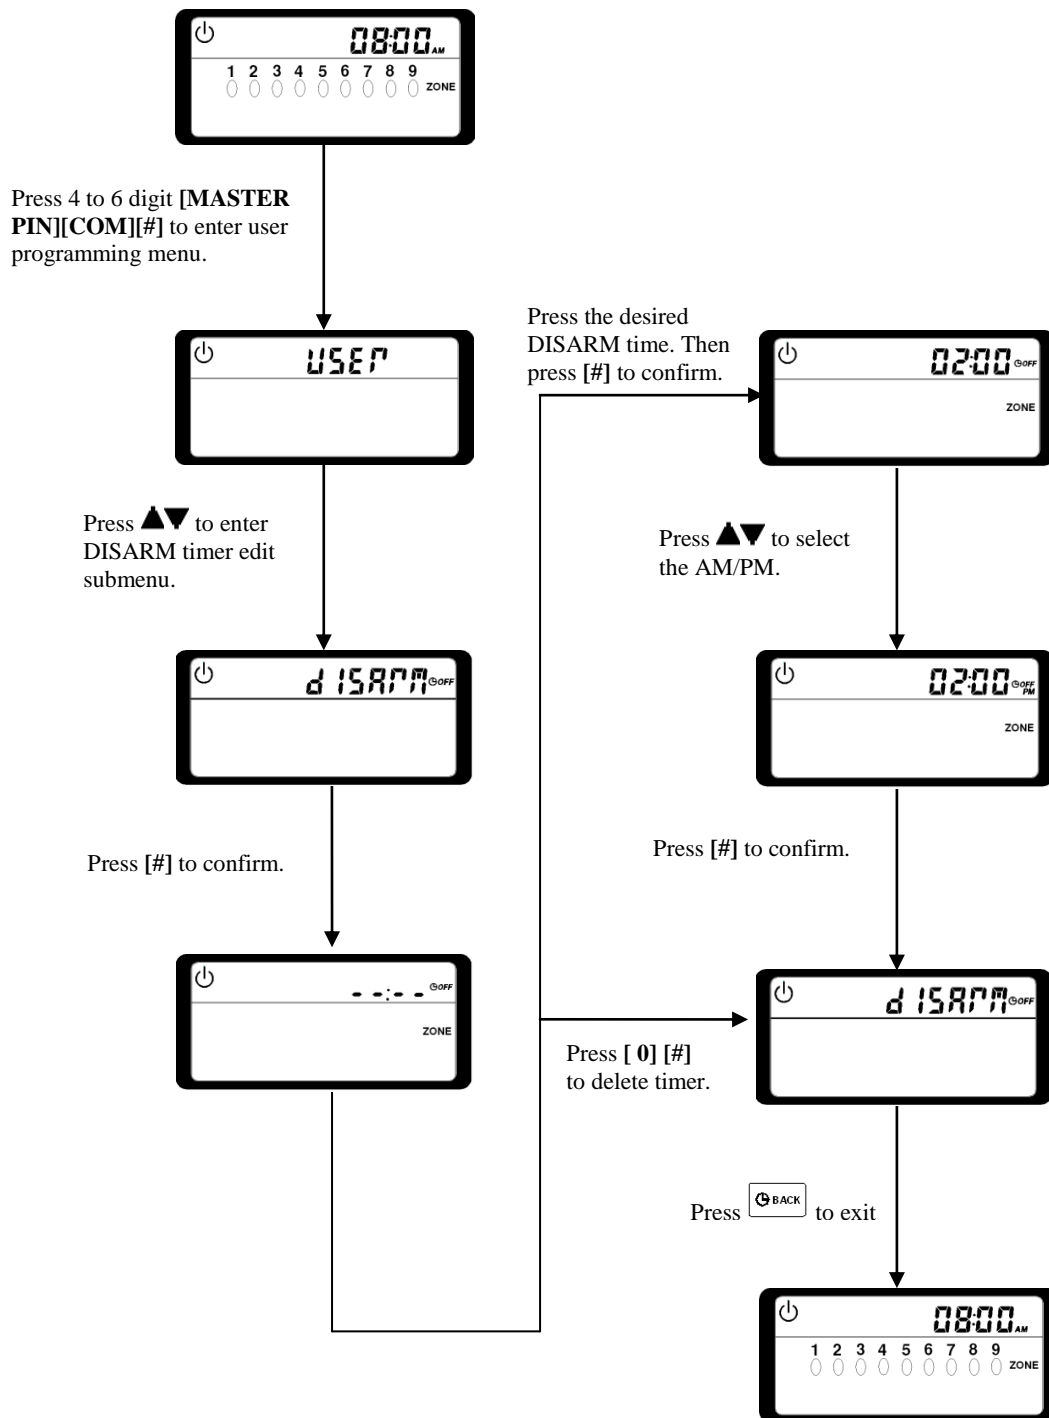 08:00 AM
1 2 3 4 5 6 7 8 9 ZONE
Press 4 to 6 digit [MASTER
PIN][COM][#] to enter user
programming menu.
USEr
Press ▲▼ to enter
DISARM timer edit
submenu.
dISArM OFF
Press [#] to confirm.
--:-- OFF
ZONE
Press the desired
DISARM time. Then
press [#] to confirm.
02:00 OFF
ZONE
Press ▲▼ to select
the AM/PM.
02:00 OFF
PM
ZONE
Press [#] to confirm.
Press [ 0] [#]
to delete timer.
dISArM OFF
Press BACK to exit
08:00 AM
1 2 3 4 5 6 7 8 9 ZONE